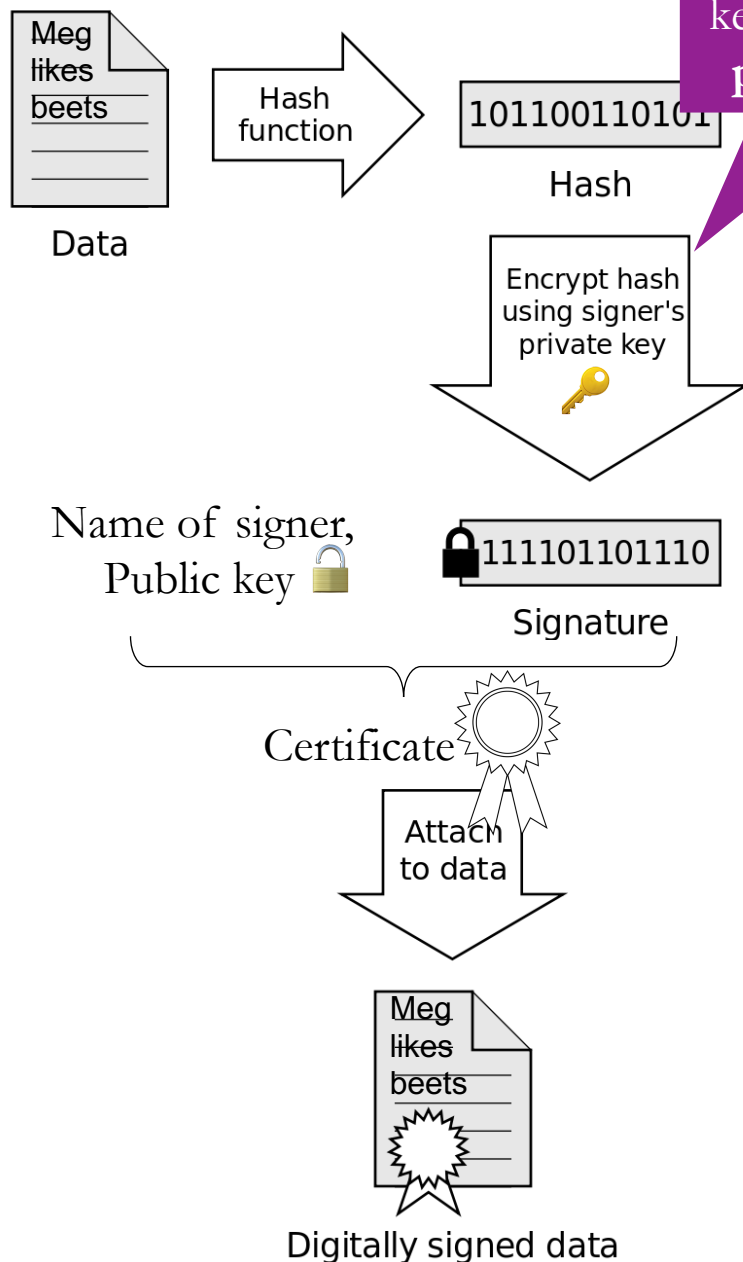 Meg
likes
beets
Data
Hash
function
101100110101
Hash
Encrypt hash
using signer's
private key
Name of signer,
Public key
111101101110
Signature
Certificate
Attach
to data
Meg
likes
beets
Digitally signed data